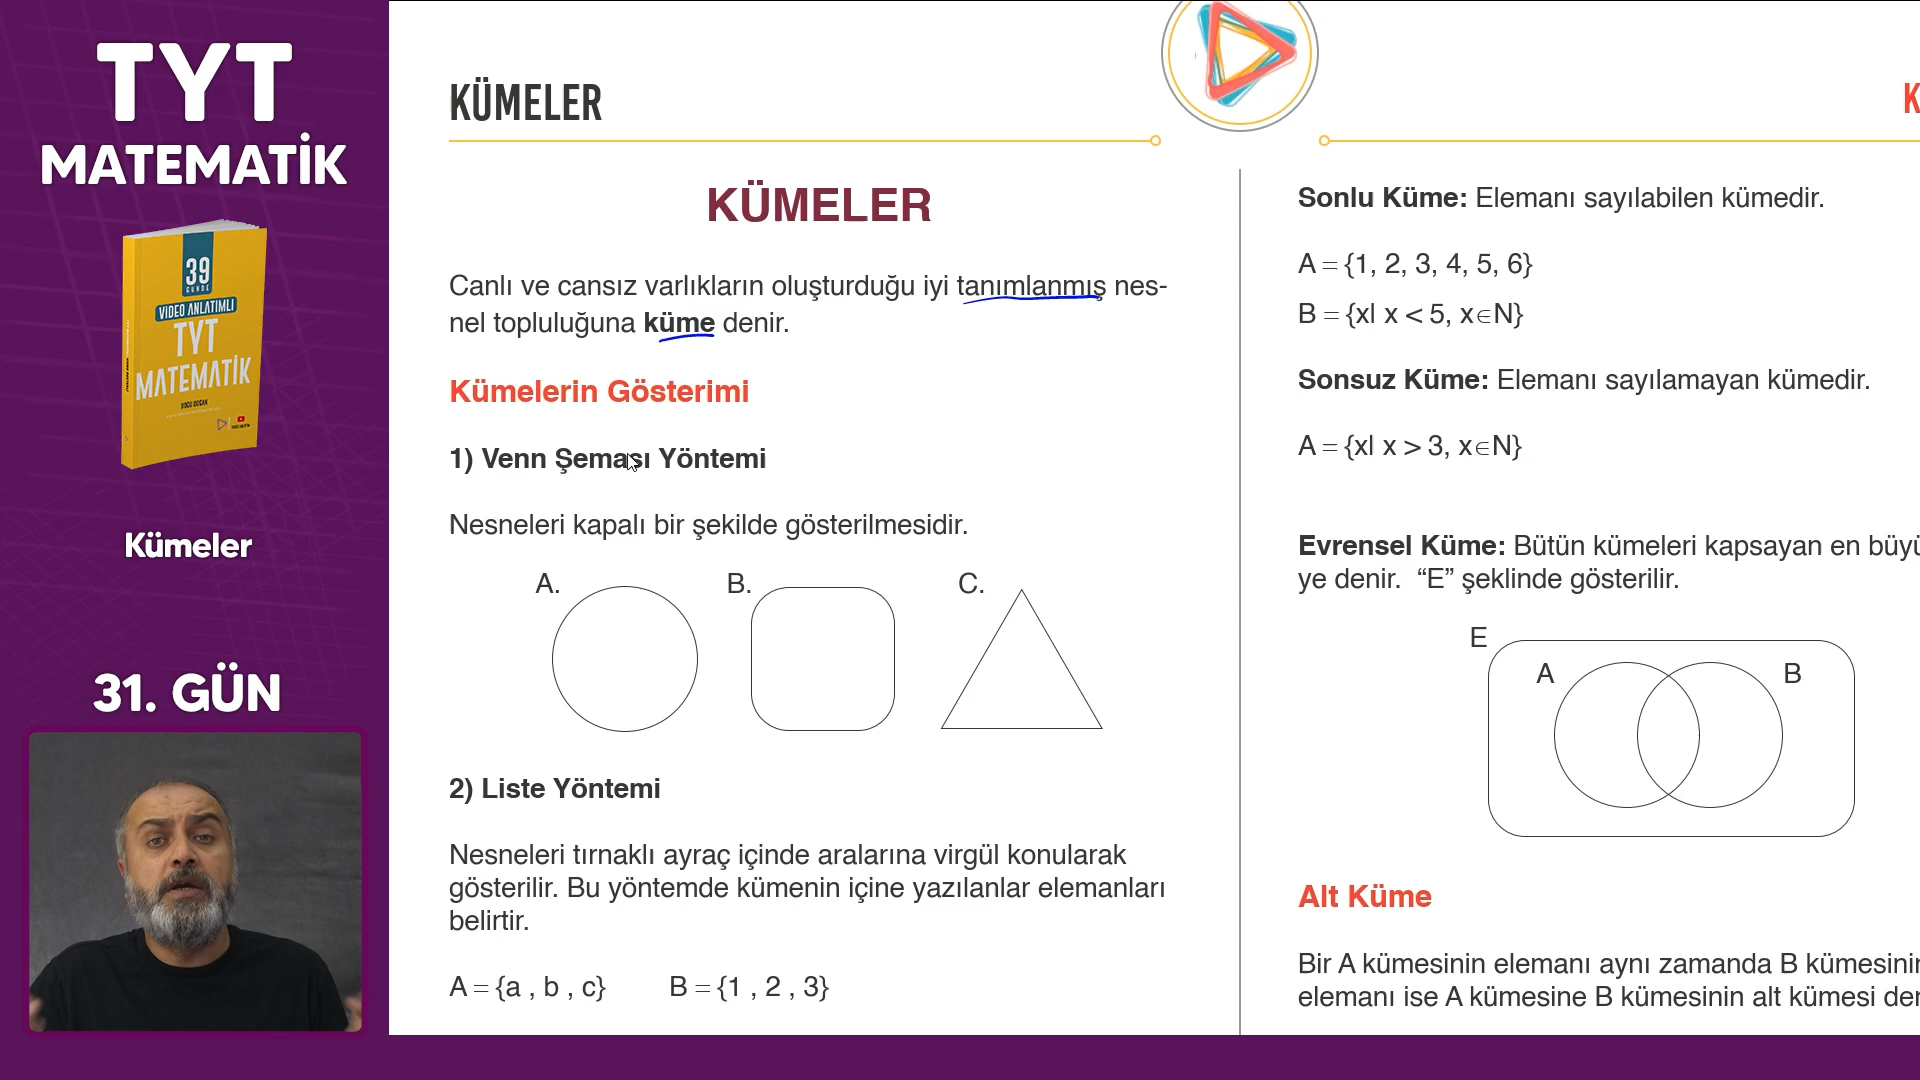 TYT
MATEMATİK
39
GÜNDE
VİDEO ANLATIMLI
TYT
MATEMATİK
Kümeler
31. GÜN
KÜMELER
KÜMELER
Canlı ve cansız varlıkların oluşturduğu iyi tanımlanmış nes-
nel topluluğuna küme denir.
Kümelerin Gösterimi
1) Venn Şeması Yöntemi
Nesneleri kapalı bir şekilde gösterilmesidir.
A. B. C.
2) Liste Yöntemi
Nesneleri tırnaklı ayraç içinde aralarına virgül konularak
gösterilir. Bu yöntemde kümenin içine yazılanlar elemanları
belirtir.
A = {a , b , c} B = {1 , 2 , 3}
K
Sonlu Küme: Elemanı sayılabilen kümedir.
A = {1, 2, 3, 4, 5, 6}
B = {x| x < 5, x∈N}
Sonsuz Küme: Elemanı sayılamayan kümedir.
A = {x| x > 3, x∈N}
Evrensel Küme: Bütün kümeleri kapsayan en büyü
ye denir. “E” şeklinde gösterilir.
E
A B
Alt Küme
Bir A kümesinin elemanı aynı zamanda B kümesinin
elemanı ise A kümesine B kümesinin alt kümesi den